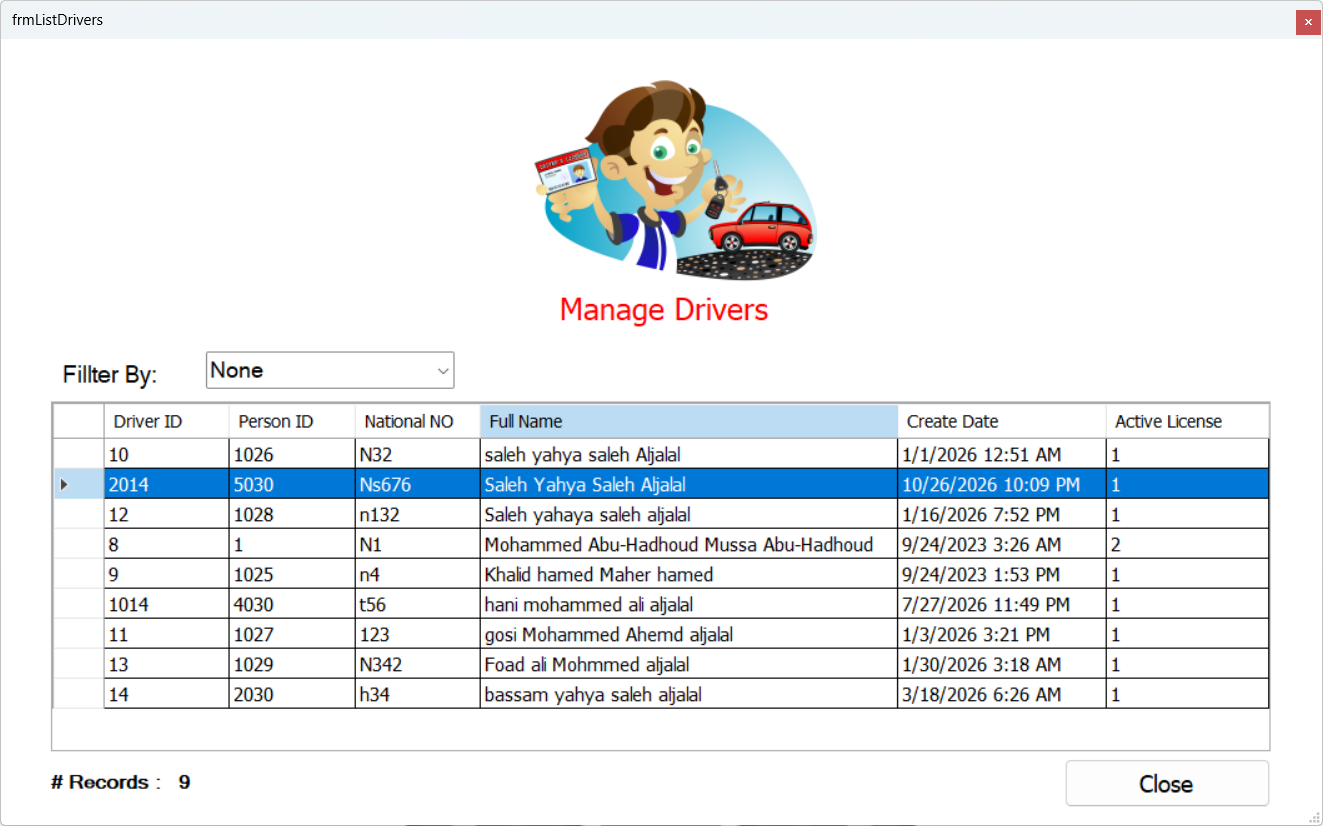 frmListDrivers
DRIVER'S LICENSE
Manage Drivers
Fillter By: None
Driver ID Person ID National NO Full Name Create Date Active License
10 1026 N32 saleh yahya saleh Aljalal 1/1/2026 12:51 AM 1
2014 5030 Ns676 Saleh Yahya Saleh Aljalal 10/26/2026 10:09 PM 1
12 1028 n132 Saleh yahaya saleh aljalal 1/16/2026 7:52 PM 1
8 1 N1 Mohammed Abu-Hadhoud Mussa Abu-Hadhoud 9/24/2023 3:26 AM 2
9 1025 n4 Khalid hamed Maher hamed 9/24/2023 1:53 PM 1
1014 4030 t56 hani mohammed ali aljalal 7/27/2026 11:49 PM 1
11 1027 123 gosi Mohammed Ahemd aljalal 1/3/2026 3:21 PM 1
13 1029 N342 Foad ali Mohmmed aljalal 1/30/2026 3:18 AM 1
14 2030 h34 bassam yahya saleh aljalal 3/18/2026 6:26 AM 1
# Records : 9
Close